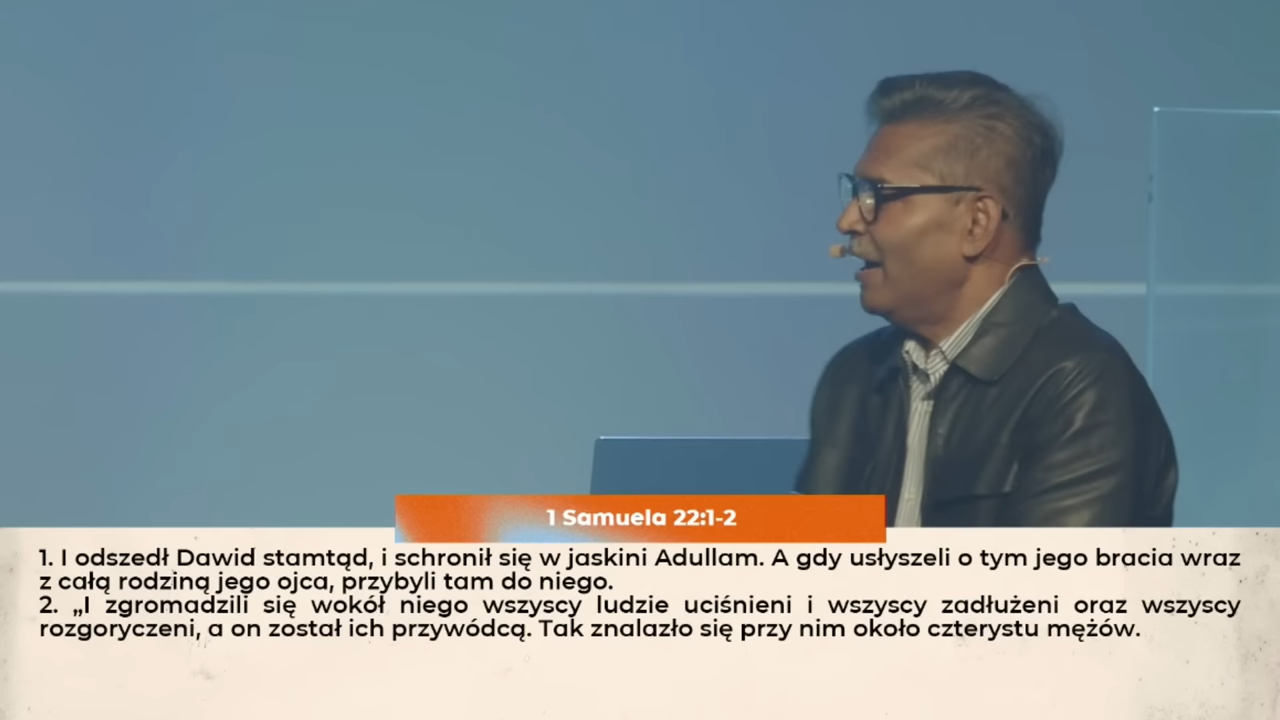 1 Samuela 22:1-2
1. I odszedł Dawid stamtąd, i schronił się w jaskini Adullam. A gdy usłyszeli o tym jego bracia wraz
z całą rodziną jego ojca, przybyli tam do niego.
2. „I zgromadzili się wokół niego wszyscy ludzie uciśnieni i wszyscy zadłużeni oraz wszyscy
rozgoryczeni, a on został ich przywódcą. Tak znalazło się przy nim około czterystu mężów.